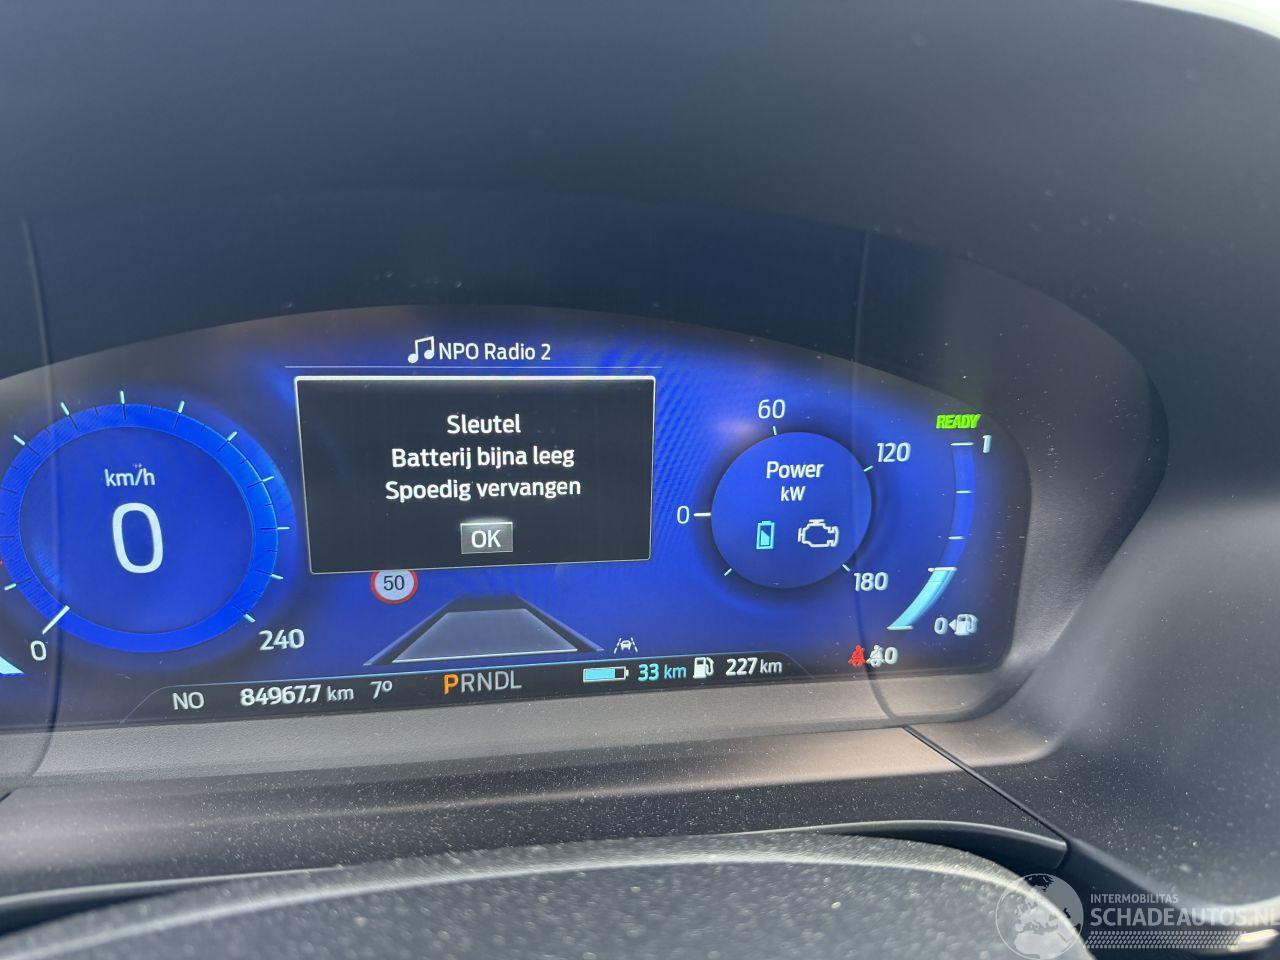 NPO Radio 2
Sleutel
Batterij bijna leeg
Spoedig vervangen
OK
km/h
0
0
240
50
60
120
180
0
Power
kW
READY
1
0
NO 84967.7 km 7º PRNDL 33 km 227 km
INTERMOBILITAS
SCHADEAUTOS.NL